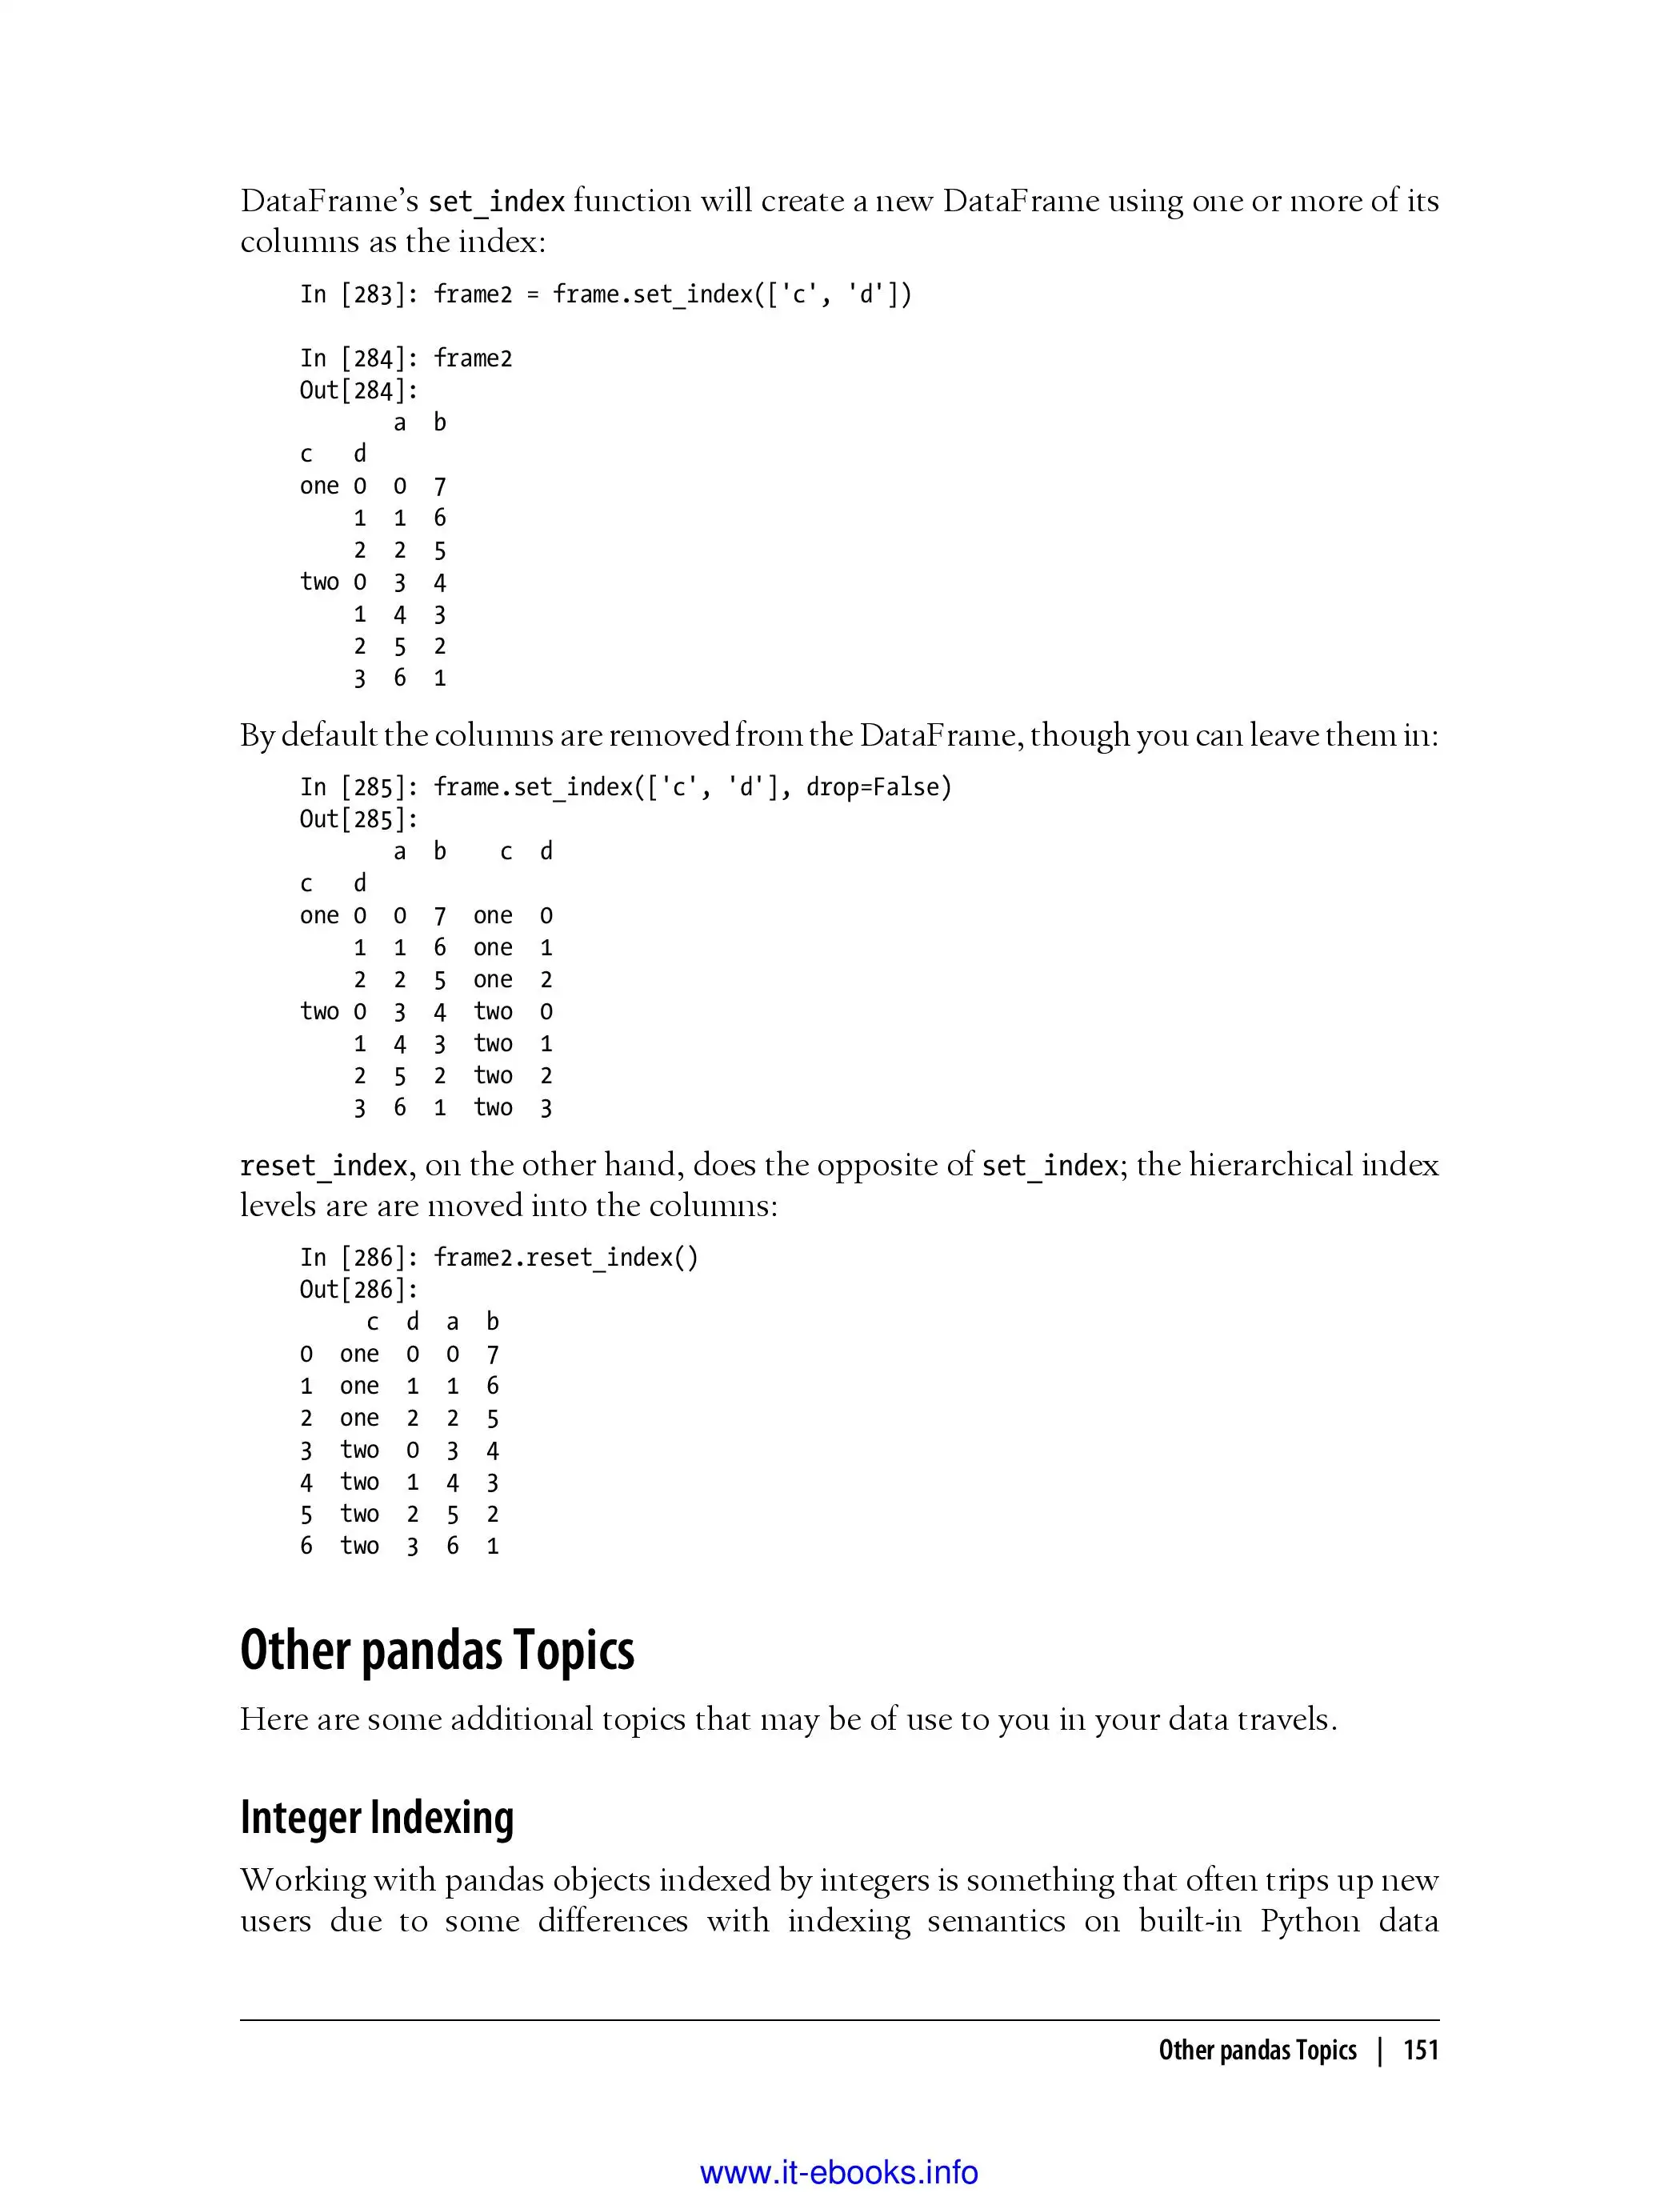 DataFrame’s set_index function will create a new DataFrame using one or more of its
columns as the index:
In [283]: frame2 = frame.set_index(['c', 'd'])
In [284]: frame2
Out[284]:
       a  b
c   d
one 0  0  7
    1  1  6
    2  2  5
two 0  3  4
    1  4  3
    2  5  2
    3  6  1
By default the columns are removed from the DataFrame, though you can leave them in:
In [285]: frame.set_index(['c', 'd'], drop=False)
Out[285]:
       a  b    c  d
c   d
one 0  0  7  one  0
    1  1  6  one  1
    2  2  5  one  2
two 0  3  4  two  0
    1  4  3  two  1
    2  5  2  two  2
    3  6  1  two  3
reset_index, on the other hand, does the opposite of set_index; the hierarchical index
levels are are moved into the columns:
In [286]: frame2.reset_index()
Out[286]:
     c  d  a  b
0  one  0  0  7
1  one  1  1  6
2  one  2  2  5
3  two  0  3  4
4  two  1  4  3
5  two  2  5  2
6  two  3  6  1
Other pandas Topics
Here are some additional topics that may be of use to you in your data travels.
Integer Indexing
Working with pandas objects indexed by integers is something that often trips up new
users due to some differences with indexing semantics on built-in Python data
Other pandas Topics | 151
www.it-ebooks.info